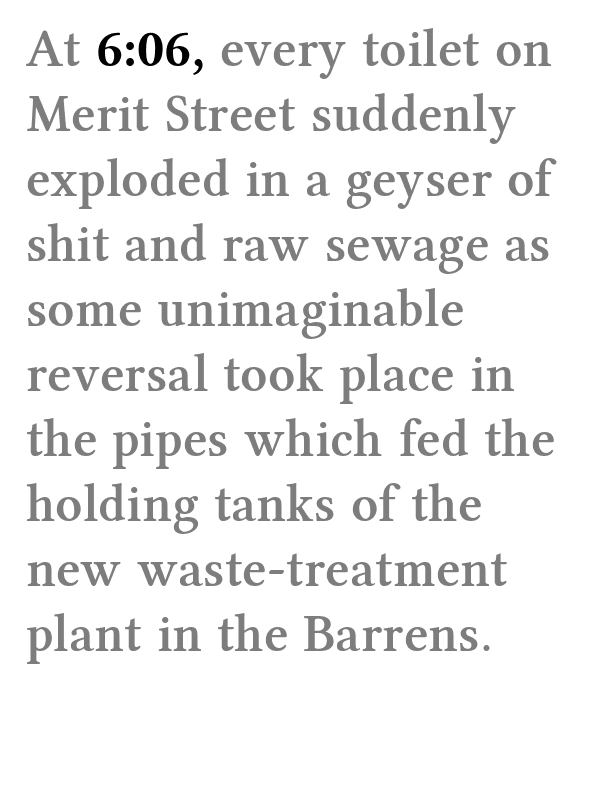 At 6:06, every toilet on
Merit Street suddenly
exploded in a geyser of
shit and raw sewage as
some unimaginable
reversal took place in
the pipes which fed the
holding tanks of the
new waste-treatment
plant in the Barrens.